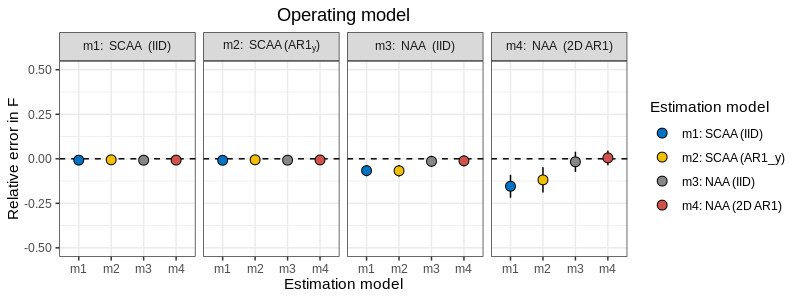 Operating model
m1: SCAA (IID)
m2: SCAA (AR1y)
m3: NAA (IID)
m4: NAA (2D AR1)
Relative error in F
0.50
0.25
0.00
-0.25
-0.50
m1 m2 m3 m4
m1 m2 m3 m4
m1 m2 m3 m4
m1 m2 m3 m4
Estimation model
Estimation model
m1: SCAA (IID)
m2: SCAA (AR1_y)
m3: NAA (IID)
m4: NAA (2D AR1)